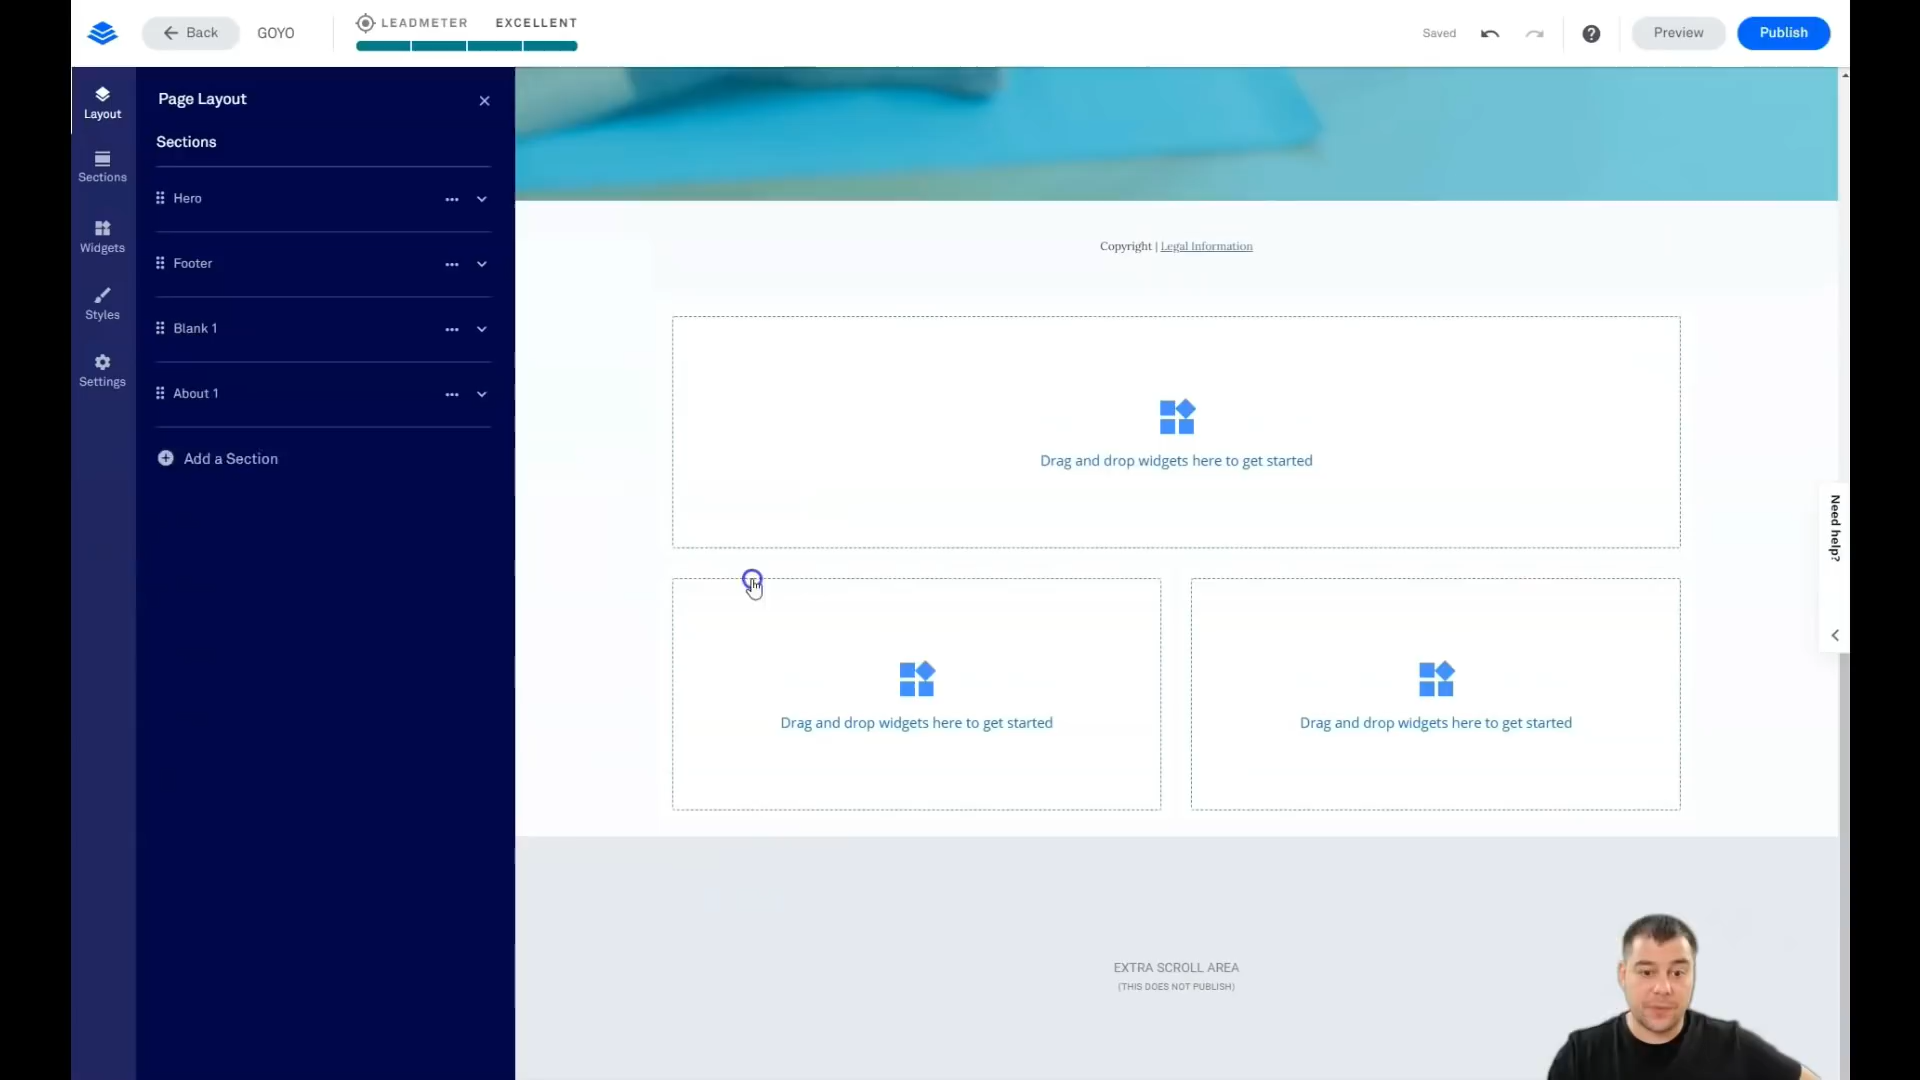 Back
GOYO
LEADMETER EXCELLENT
Saved
Preview
Publish
Layout
Sections
Widgets
Styles
Settings
Page Layout
Sections
Hero
Footer
Blank 1
About 1
Add a Section
Copyright | Legal Information
Drag and drop widgets here to get started
Drag and drop widgets here to get started
Drag and drop widgets here to get started
Need help?
EXTRA SCROLL AREA
(THIS DOES NOT PUBLISH)